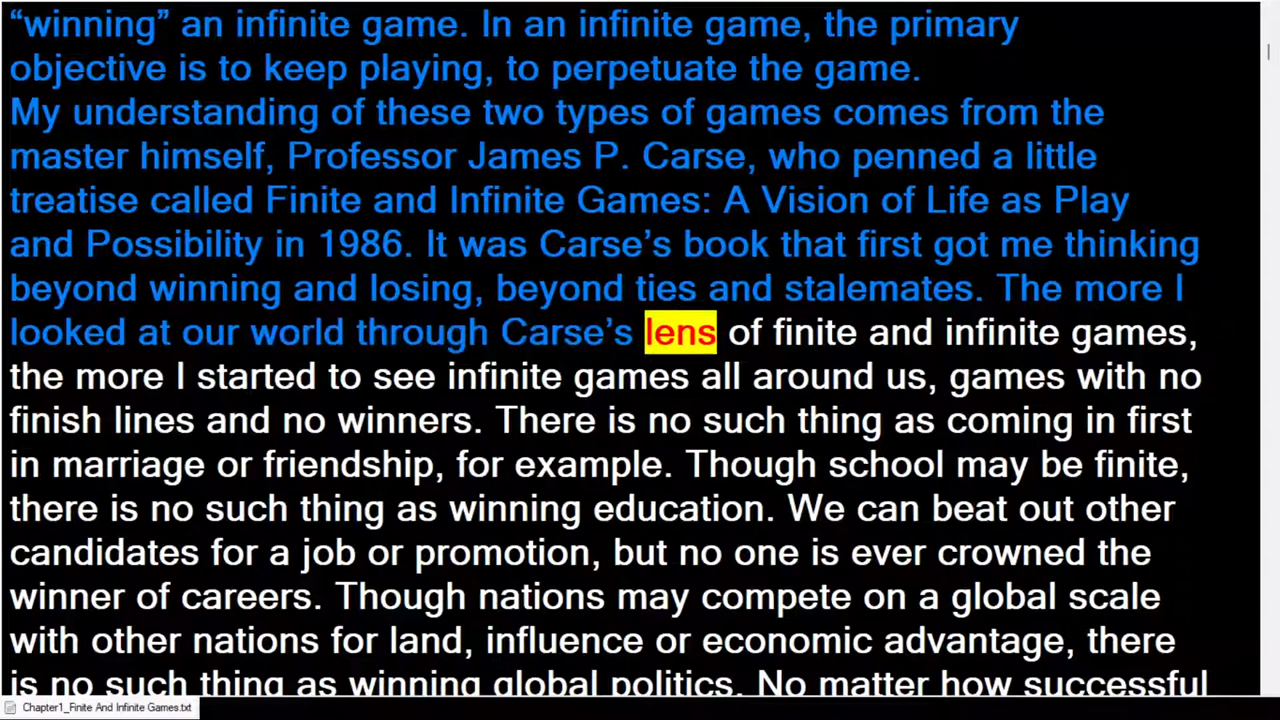 “winning” an infinite game. In an infinite game, the primary
objective is to keep playing, to perpetuate the game.
My understanding of these two types of games comes from the
master himself, Professor James P. Carse, who penned a little
treatise called Finite and Infinite Games: A Vision of Life as Play
and Possibility in 1986. It was Carse’s book that first got me thinking
beyond winning and losing, beyond ties and stalemates. The more I
looked at our world through Carse’s lens of finite and infinite games,
the more I started to see infinite games all around us, games with no
finish lines and no winners. There is no such thing as coming in first
in marriage or friendship, for example. Though school may be finite,
there is no such thing as winning education. We can beat out other
candidates for a job or promotion, but no one is ever crowned the
winner of careers. Though nations may compete on a global scale
with other nations for land, influence or economic advantage, there
is no such thing as winning global politics. No matter how successful
Chapter1_Finite And Infinite Games.txt